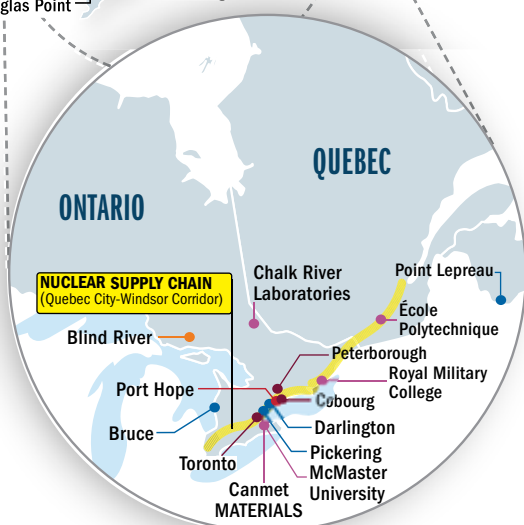 glas Point
QUEBEC
ONTARIO
NUCLEAR SUPPLY CHAIN
(Quebec City-Windsor Corridor)
Chalk River
Laboratories
Point Lepreau
École
Polytechnique
Blind River
Peterborough
Royal Military
College
Port Hope
Cobourg
Bruce
Darlington
Toronto
Pickering
McMaster
University
Canmet
MATERIALS